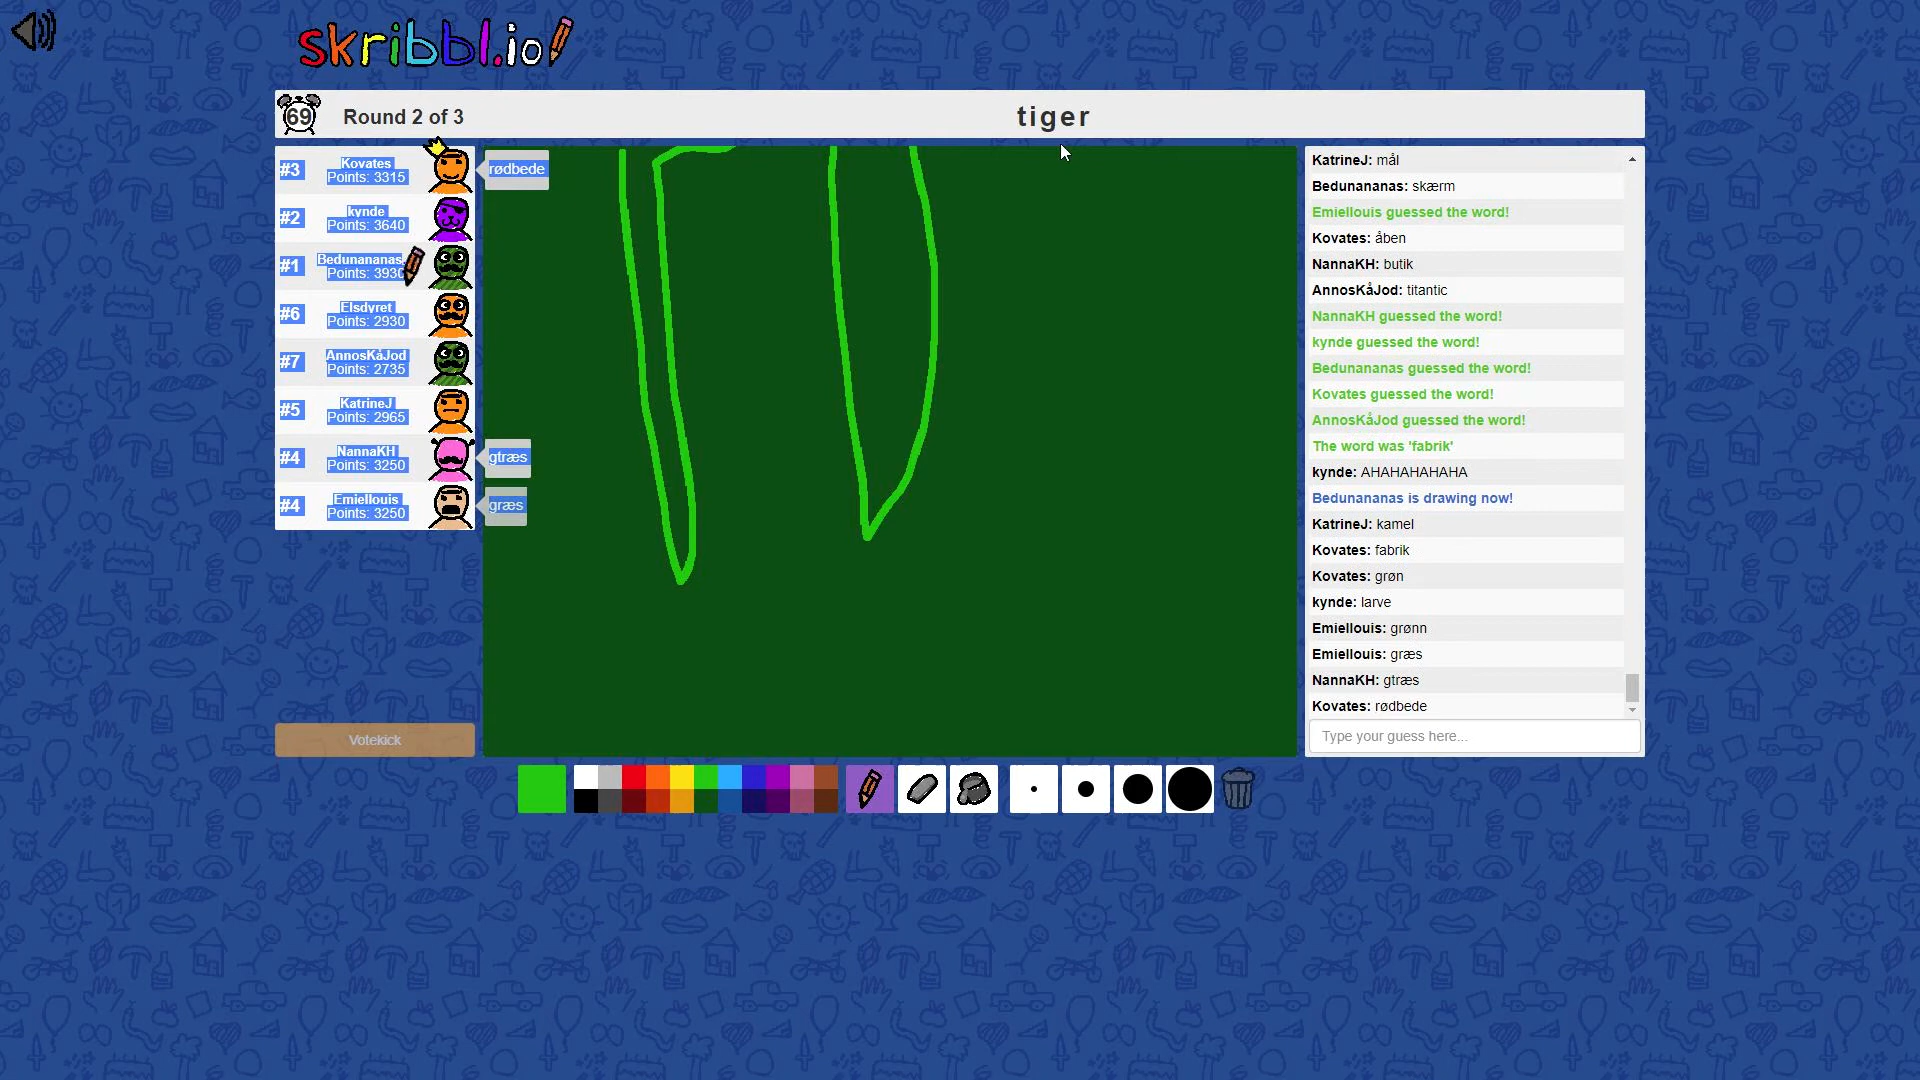 skribbl.io
69 Round 2 of 3
tiger
#3 Kovates
Points: 3315
rødbede
#2 kynde
Points: 3640
#1 Bedunananas
Points: 3930
#6 Elsdyret
Points: 2930
#7 AnnosKåJod
Points: 2735
#5 KatrineJ
Points: 2965
#4 NannaKH
Points: 3250
gtræs
#4 Emiellouis
Points: 3250
græs
Votekick
KatrineJ: mål
Bedunananas: skærm
Emiellouis guessed the word!
Kovates: åben
NannaKH: butik
AnnosKåJod: titantic
NannaKH guessed the word!
kynde guessed the word!
Bedunananas guessed the word!
Kovates guessed the word!
AnnosKåJod guessed the word!
The word was 'fabrik'
kynde: AHAHAHAHAHA
Bedunananas is drawing now!
KatrineJ: kamel
Kovates: fabrik
Kovates: grøn
kynde: larve
Emiellouis: grønn
Emiellouis: græs
NannaKH: gtræs
Kovates: rødbede
Type your guess here...